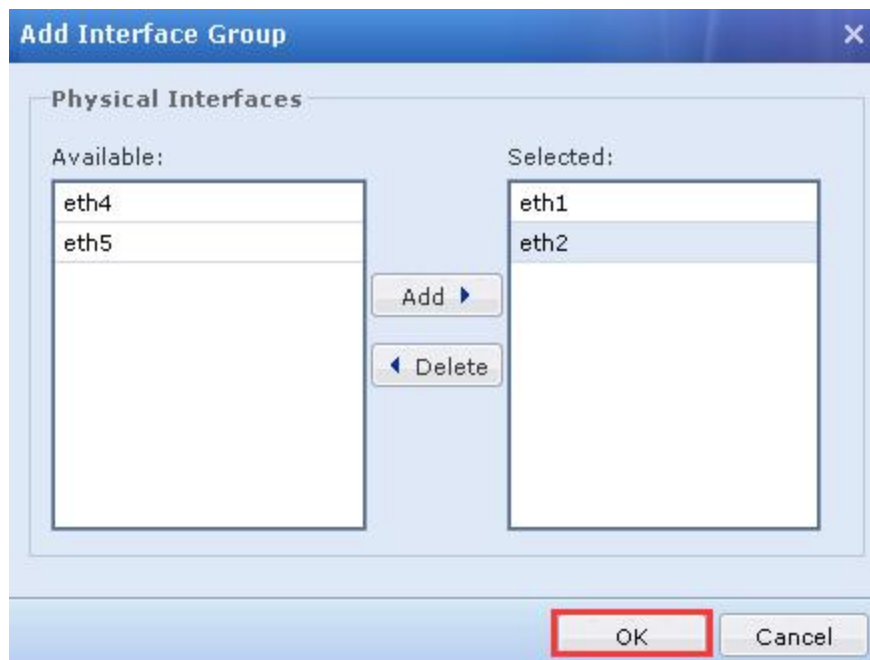 Add Interface Group
Physical Interfaces
Available:
Selected:
eth4
eth5
eth1
eth2
Add
Delete
OK
Cancel